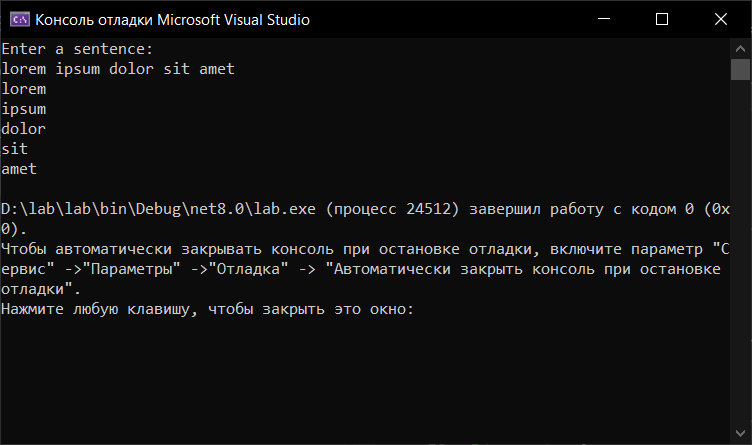 Консоль отладки Microsoft Visual Studio
Enter a sentence:
lorem ipsum dolor sit amet
lorem
ipsum
dolor
sit
amet
D:\lab\lab\bin\Debug\net8.0\lab.exe (процесс 24512) завершил работу с кодом 0 (0x
0).
Чтобы автоматически закрывать консоль при остановке отладки, включите параметр "С
ервис" ->"Параметры" ->"Отладка" -> "Автоматически закрыть консоль при остановке
отладки".
Нажмите любую клавишу, чтобы закрыть это окно: